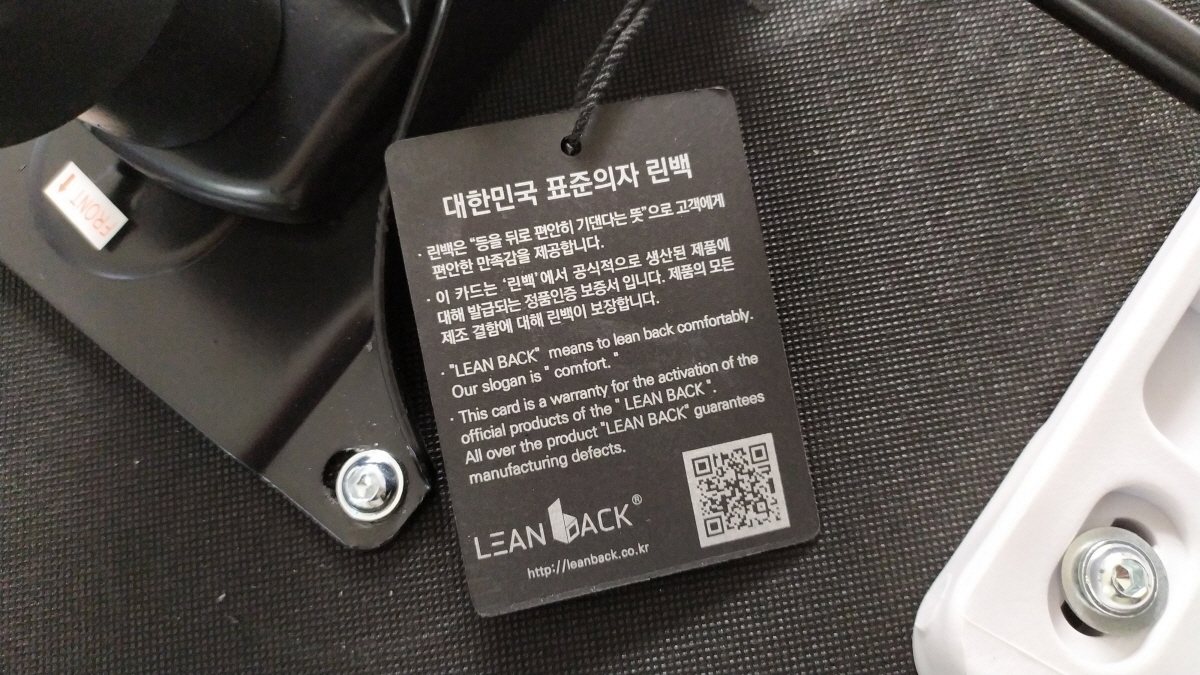 FRONT ↑
대한민국 표준의자 린백
· 린백은 "등을 뒤로 편안히 기댄다는 뜻"으로 고객에게
편안한 만족감을 제공합니다.
· 이 카드는 '린백'에서 공식적으로 생산된 제품에
대해 발급되는 정품인증 보증서 입니다. 제품의 모든
제조 결함에 대해 린백이 보장합니다.
· "LEAN BACK" means to lean back comfortably.
Our slogan is " comfort. "
· This card is a warranty for the activation of the
official products of the " LEAN BACK ".
All over the product "LEAN BACK" guarantees
manufacturing defects.
LEAN BACK®
http://leanback.co.kr